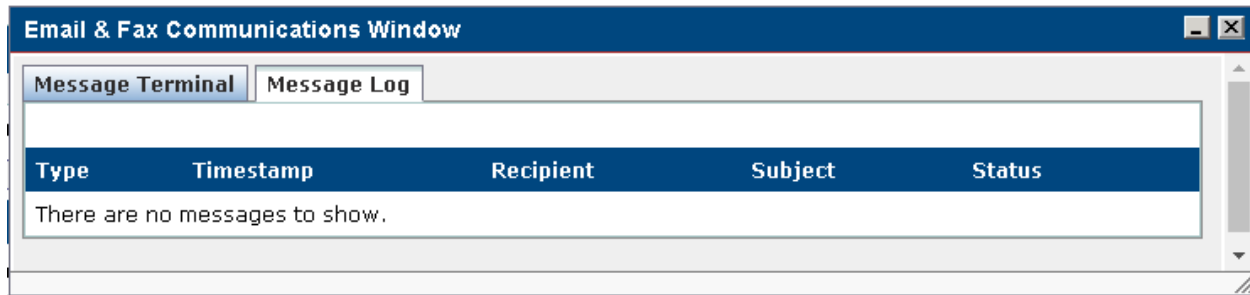 Email & Fax Communications Window
Message Terminal Message Log
Type Timestamp Recipient Subject Status
There are no messages to show.